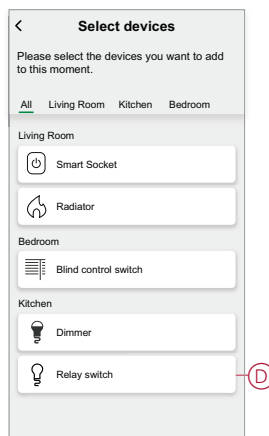 Select devices
Please select the devices you want to add
to this moment.
All Living Room Kitchen Bedroom
Living Room
Smart Socket
Radiator
Bedroom
Blind control switch
Kitchen
Dimmer
Relay switch
D